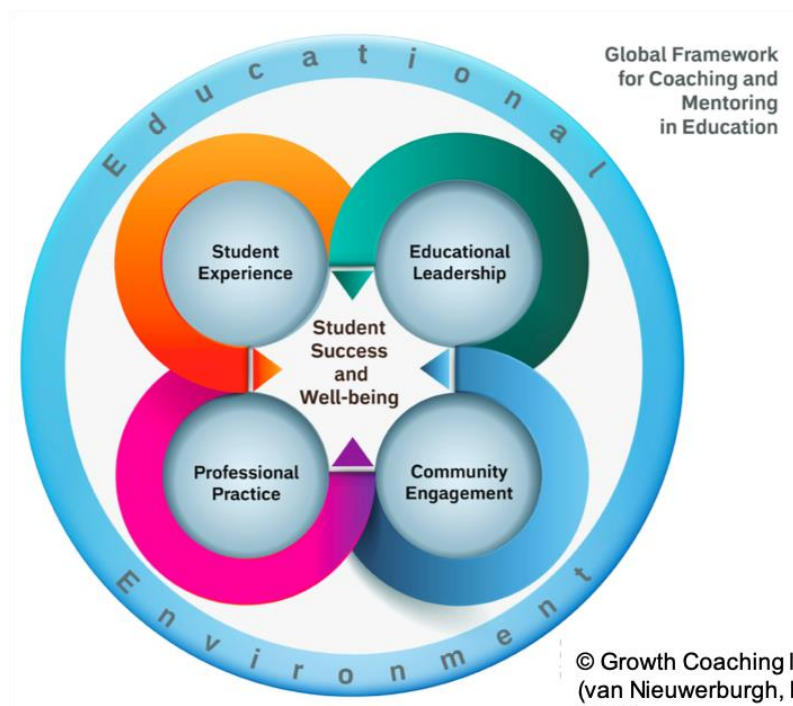 Educational
Global Framework
for Coaching and
Mentoring
in Education
Student
Experience
Educational
Leadership
Student
Success
and
Well-being
Professional
Practice
Community
Engagement
Environment
© Growth Coaching
(van Nieuwerburgh,